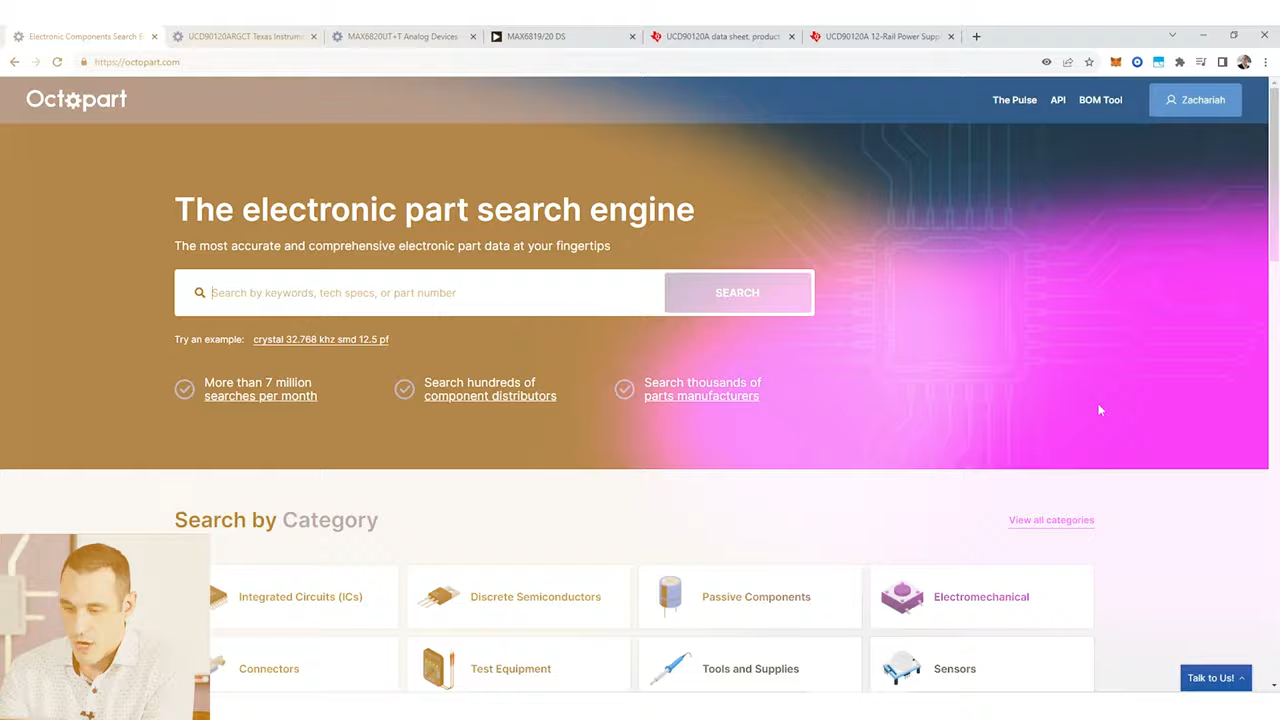 Electronic Components Search E
UCD90120ARGCT Texas Instrum
MAX6820UT+T Analog Devices
MAX6819/20 DS
UCD90120A data sheet, product
UCD90120A 12-Rail Power Supp
https://octopart.com
Octopart
The Pulse
API
BOM Tool
Zachariah
The electronic part search engine
The most accurate and comprehensive electronic part data at your fingertips
Search by keywords, tech specs, or part number
SEARCH
Try an example: crystal 32.768 khz smd 12.5 pf
More than 7 million
searches per month
Search hundreds of
component distributors
Search thousands of
parts manufacturers
Search by Category
View all categories
Integrated Circuits (ICs)
Discrete Semiconductors
Passive Components
Electromechanical
Connectors
Test Equipment
Tools and Supplies
Sensors
Talk to Us!